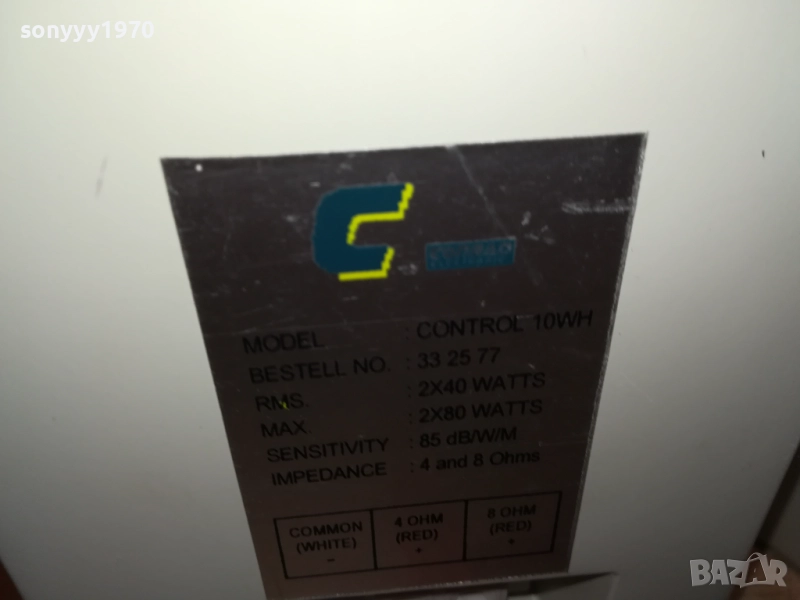 sonyyy1970
C
MODEL : CONTROL 10WH
BESTELL NO. : 33 25 77
RMS. : 2X40 WATTS
MAX. : 2X80 WATTS
SENSITIVITY : 85 dB/W/M
IMPEDANCE : 4 and 8 Ohms
COMMON (WHITE) -
4 OHM (RED) +
8 OHM (RED) +
BAZAR